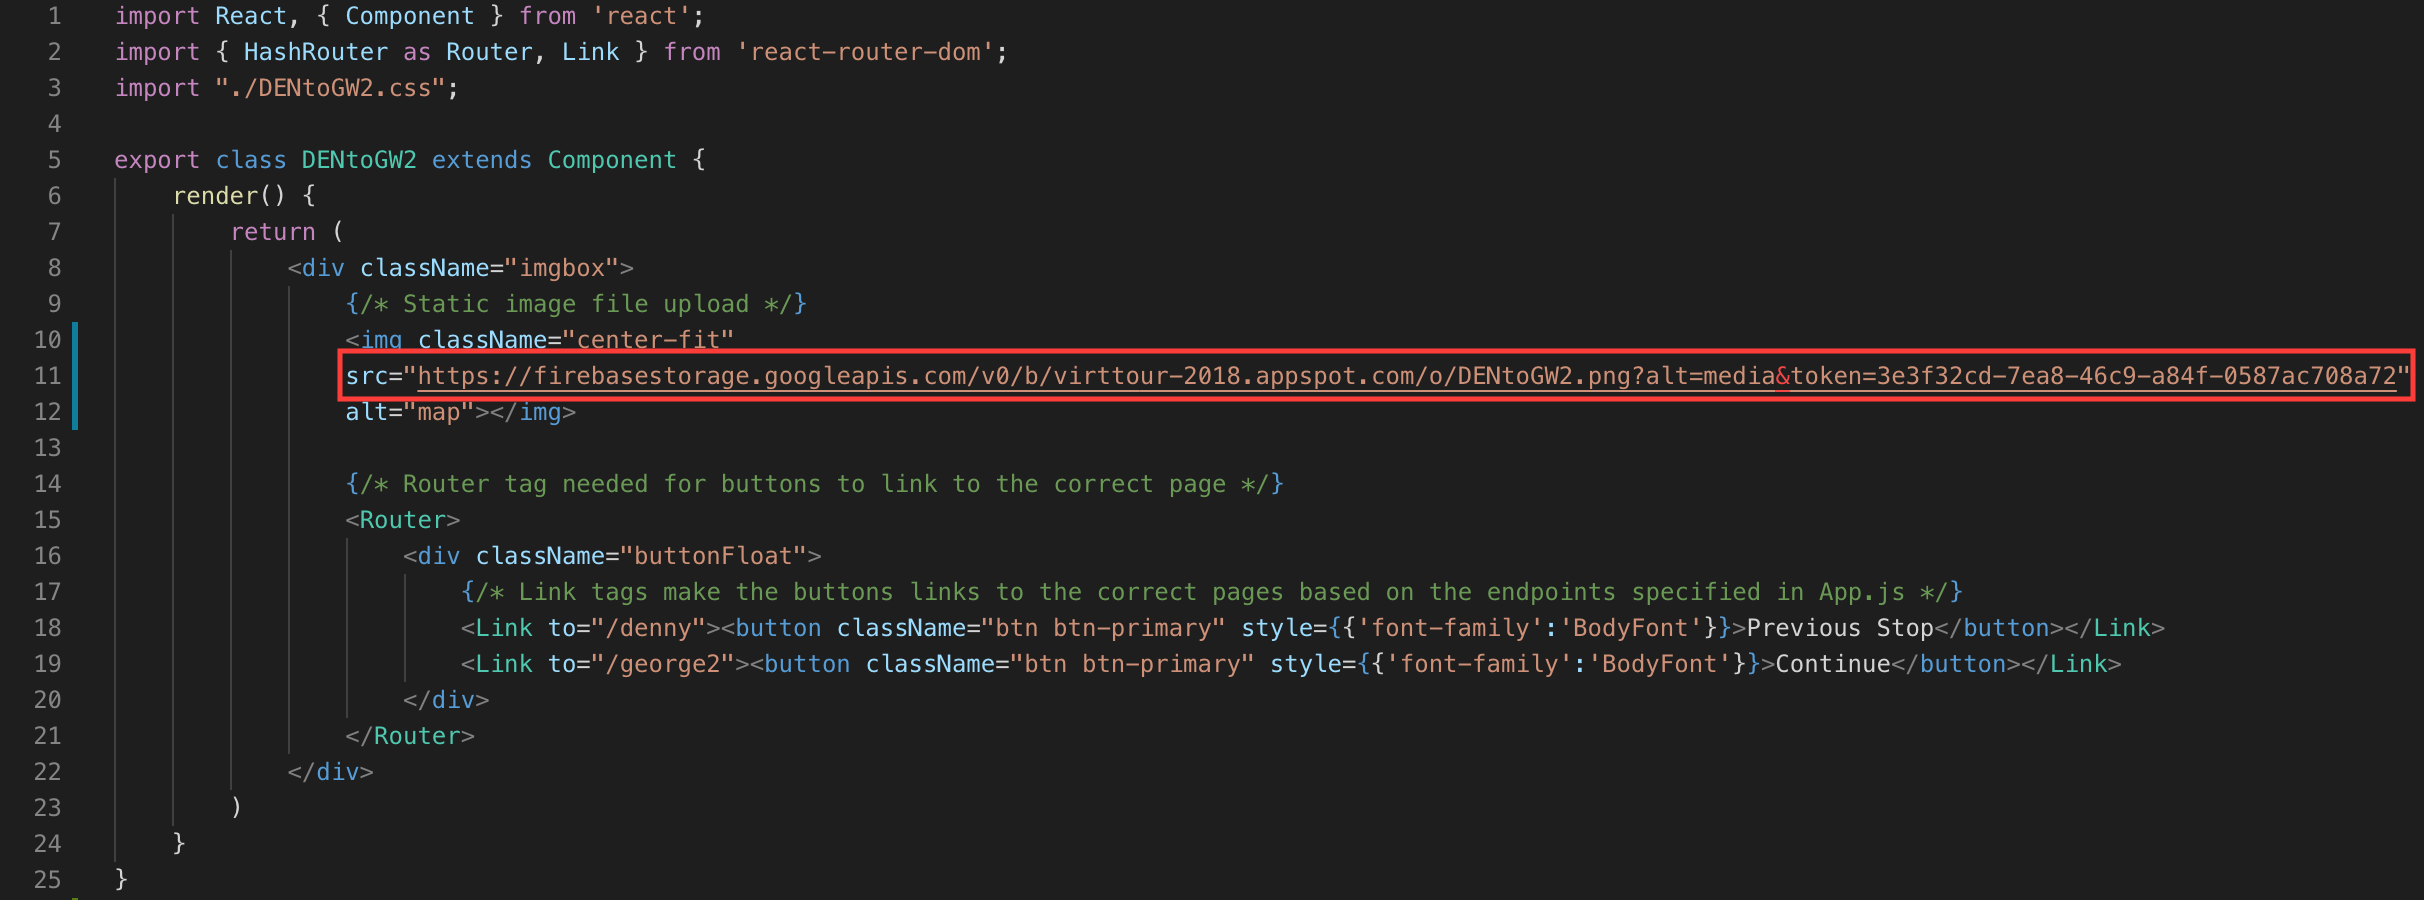 1 import React, { Component } from 'react';
2 import { HashRouter as Router, Link } from 'react-router-dom';
3 import "./DENtoGW2.css";
4
5 export class DENtoGW2 extends Component {
6 render() {
7 return (
8 <div className="imgbox">
9 {/* Static image file upload */}
10 <img className="center-fit"
11 src="https://firebasestorage.googleapis.com/v0/b/virttour-2018.appspot.com/o/DENtoGW2.png?alt=media&token=3e3f32cd-7ea8-46c9-a84f-0587ac708a72"
12 alt="map"></img>
13
14 {/* Router tag needed for buttons to link to the correct page */}
15 <Router>
16 <div className="buttonFloat">
17 {/* Link tags make the buttons links to the correct pages based on the endpoints specified in App.js */}
18 <Link to="/denny"><button className="btn btn-primary" style={{'font-family':'BodyFont'}}>Previous Stop</button></Link>
19 <Link to="/george2"><button className="btn btn-primary" style={{'font-family':'BodyFont'}}>Continue</button></Link>
20 </div>
21 </Router>
22 </div>
23 )
24 }
25 }